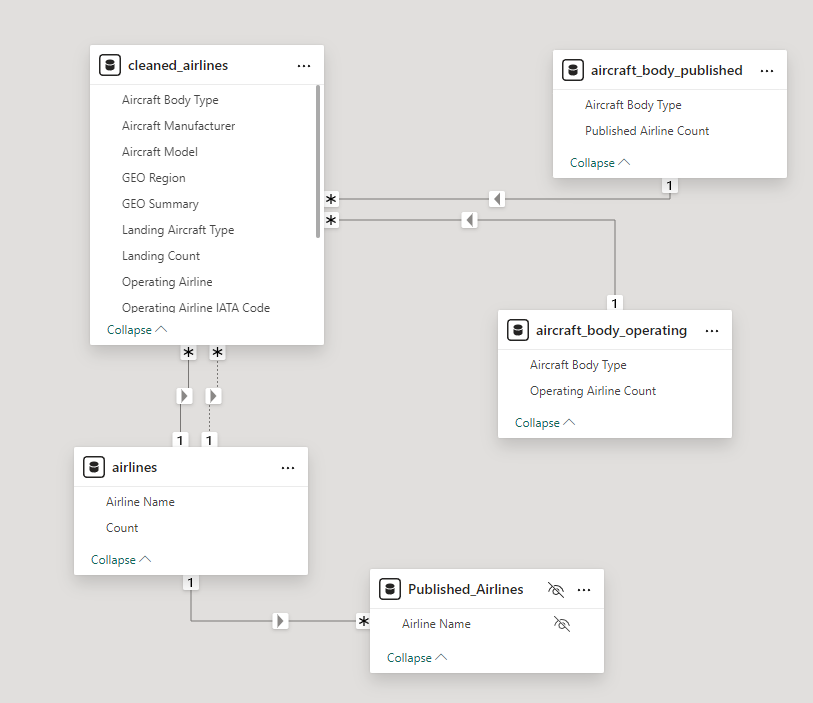 cleaned_airlines ...
Aircraft Body Type
Aircraft Manufacturer
Aircraft Model
GEO Region
GEO Summary
Landing Aircraft Type
Landing Count
Operating Airline
Operating Airline IATA Code
Collapse
aircraft_body_published ...
Aircraft Body Type
Published Airline Count
Collapse
1
*
*
1
aircraft_body_operating ...
Aircraft Body Type
Operating Airline Count
Collapse
* *
1 1
airlines ...
Airline Name
Count
Collapse
1
*
Published_Airlines ...
Airline Name
Collapse